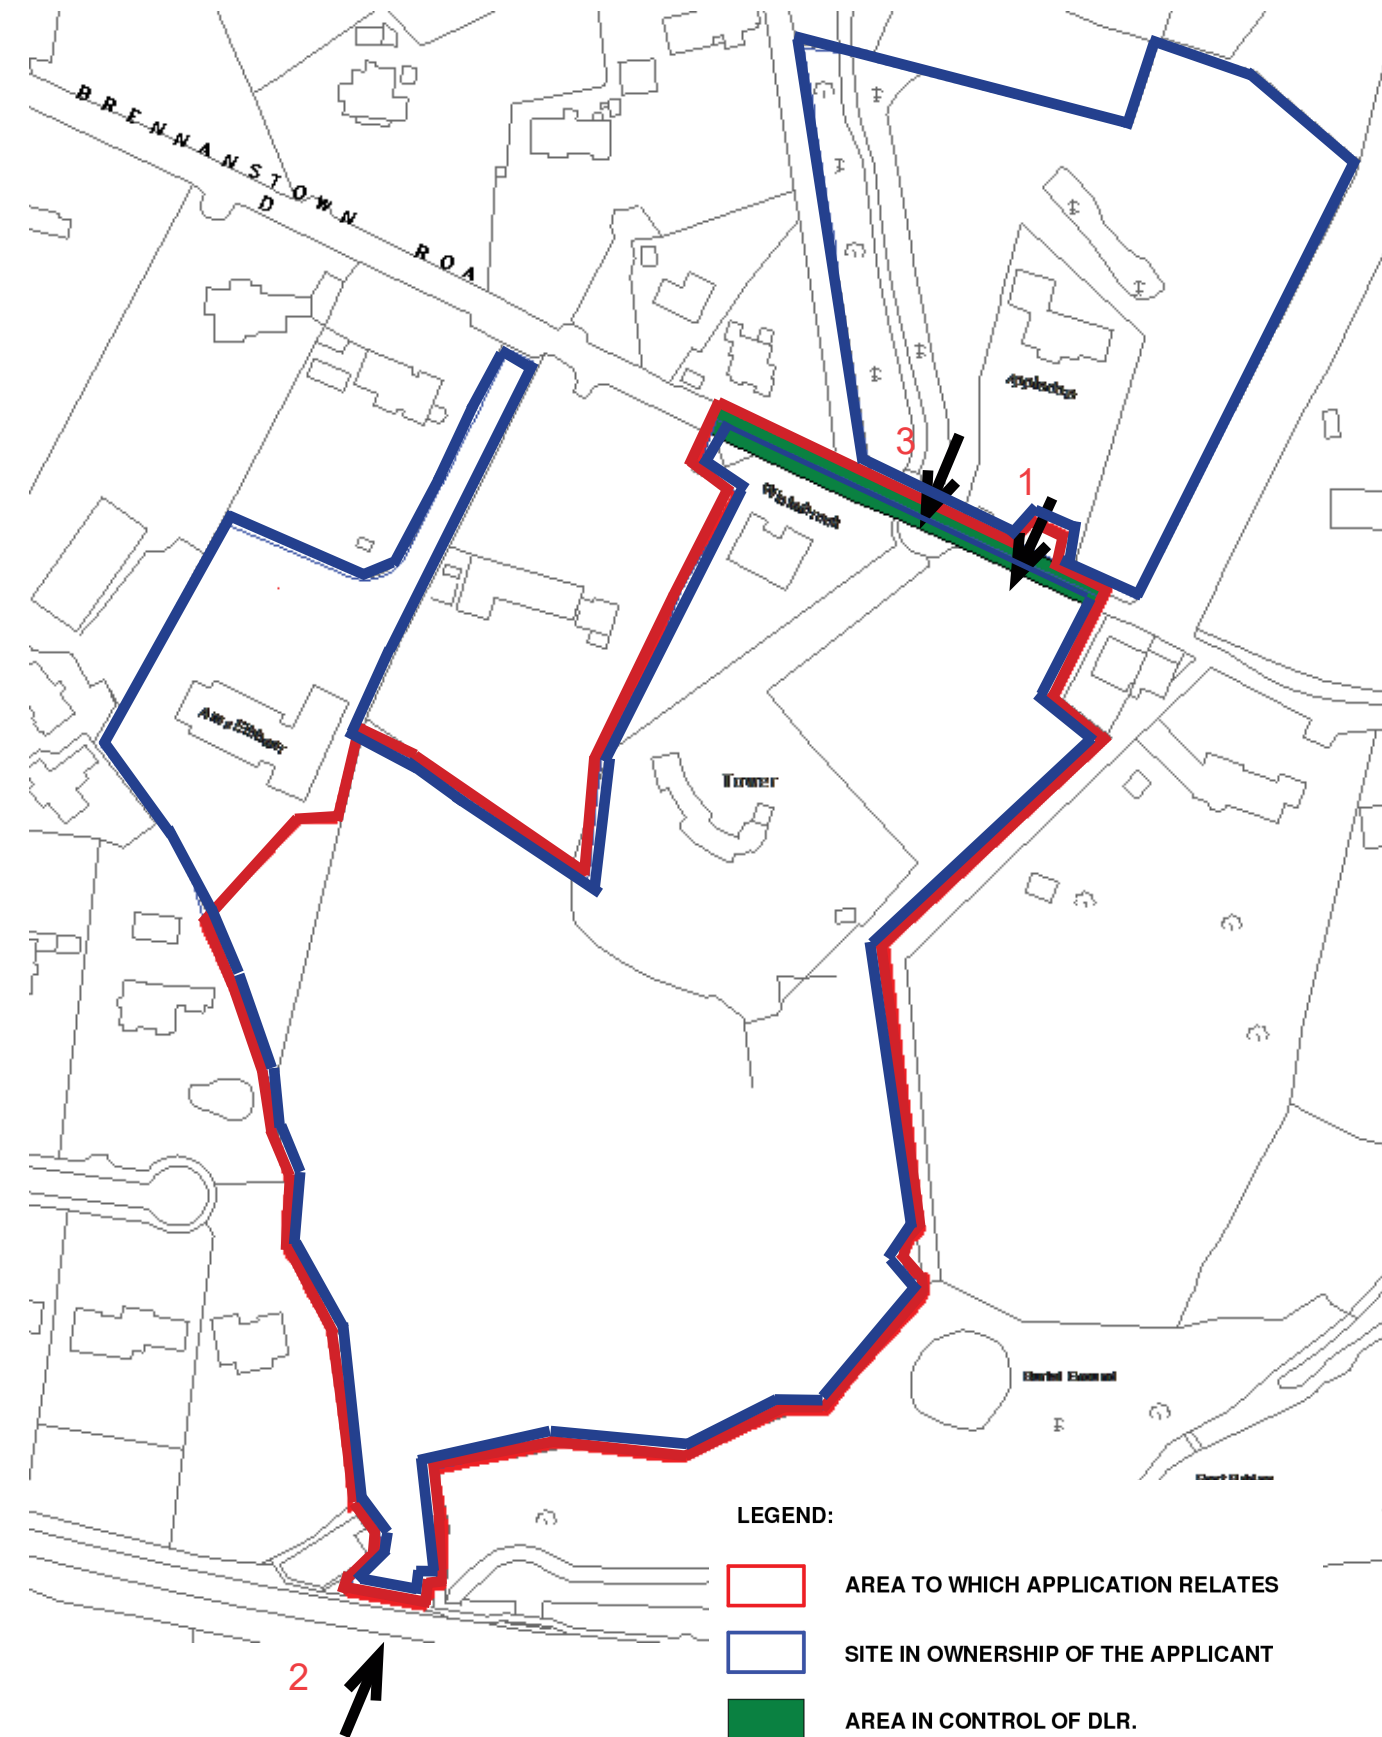 BRENNANSTOWN ROA
D
3
1
Tower
2
LEGEND:
AREA TO WHICH APPLICATION RELATES
SITE IN OWNERSHIP OF THE APPLICANT
AREA IN CONTROL OF DLR.